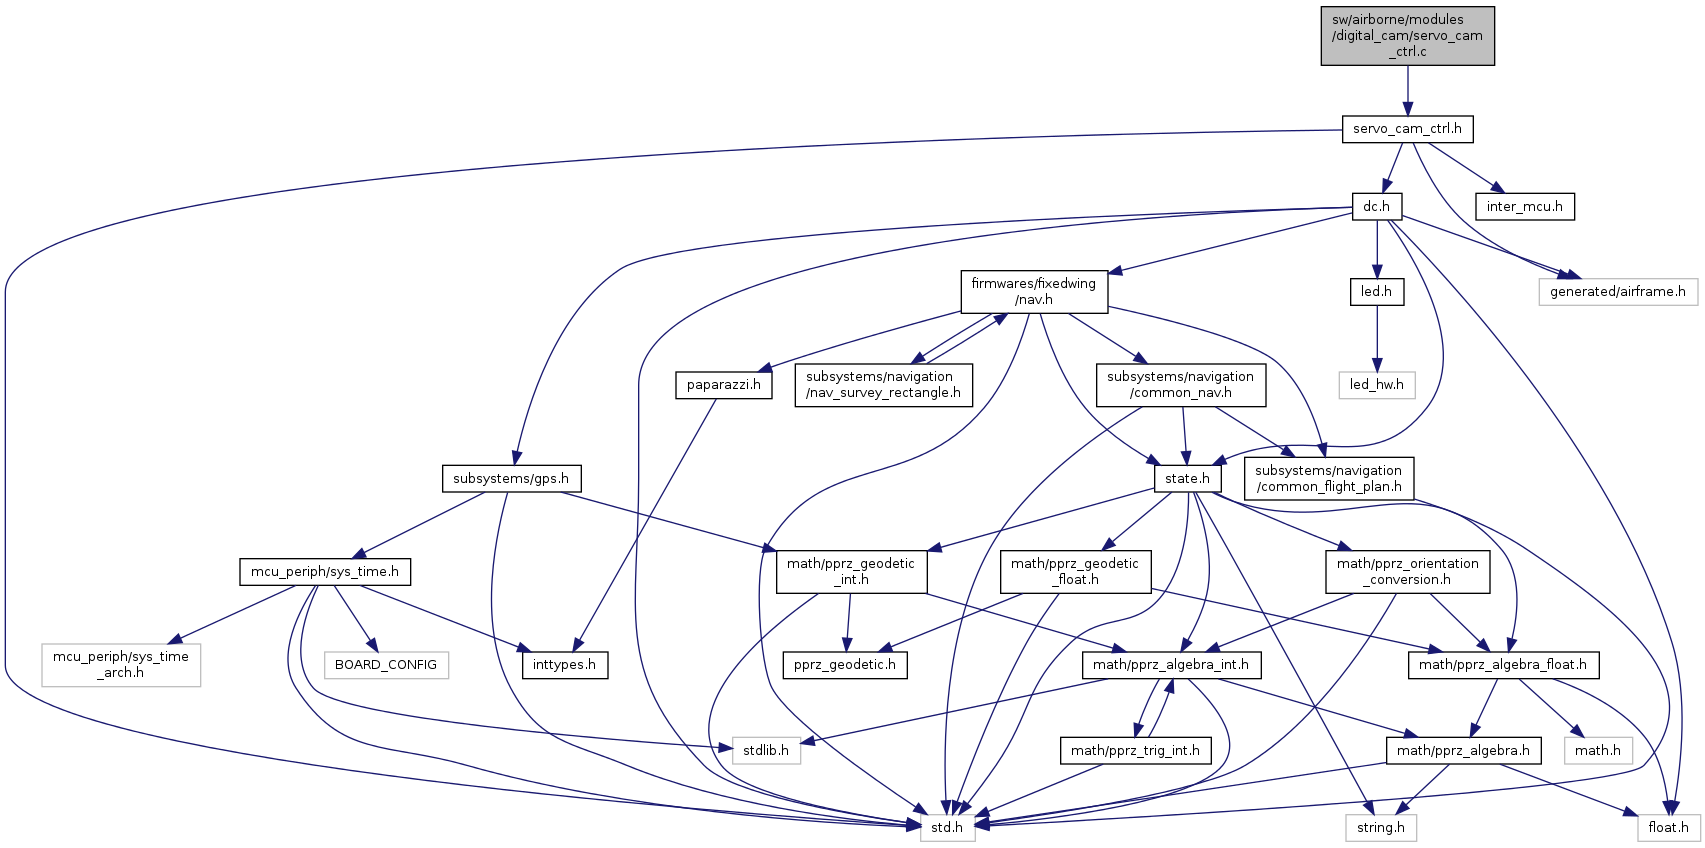 sw/airborne/modules
/digital_cam/servo_cam
_ctrl.c
servo_cam_ctrl.h
dc.h
inter_mcu.h
firmwares/fixedwing
/nav.h
led.h
generated/airframe.h
paparazzi.h
subsystems/navigation
/nav_survey_rectangle.h
subsystems/navigation
/common_nav.h
led_hw.h
subsystems/gps.h
state.h
subsystems/navigation
/common_flight_plan.h
mcu_periph/sys_time.h
math/pprz_geodetic
_int.h
math/pprz_geodetic
_float.h
math/pprz_orientation
_conversion.h
mcu_periph/sys_time
_arch.h
BOARD_CONFIG
inttypes.h
pprz_geodetic.h
math/pprz_algebra_int.h
math/pprz_algebra_float.h
stdlib.h
math/pprz_trig_int.h
math/pprz_algebra.h
math.h
std.h
string.h
float.h